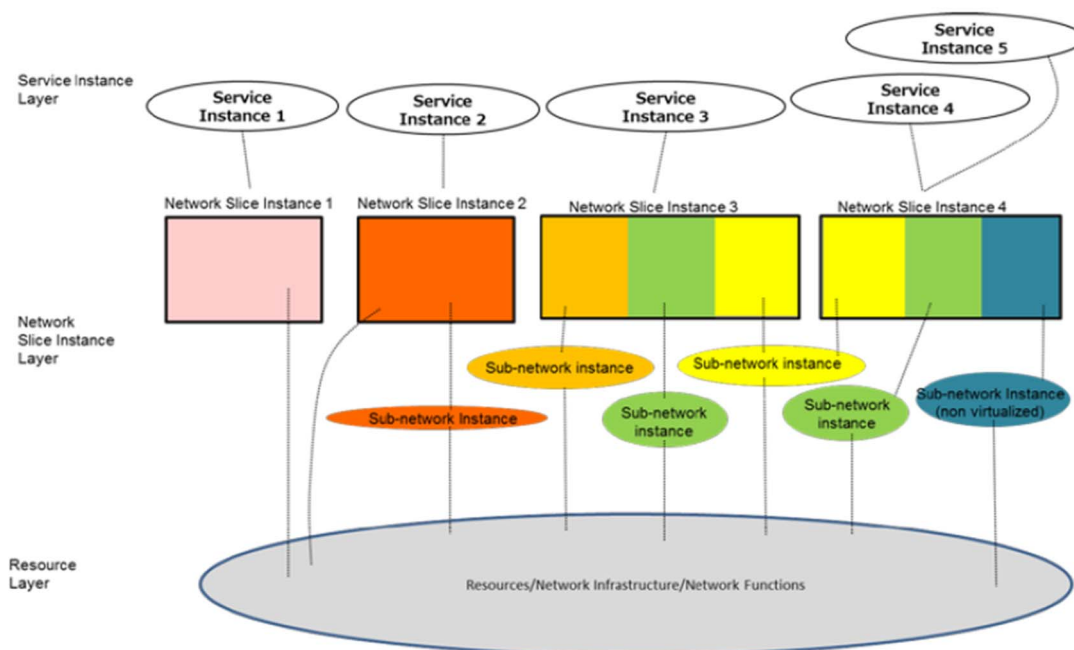 Service
Instance 5
Service Instance
Layer
Service
Instance 1
Service
Instance 2
Service
Instance 3
Service
Instance 4
Network Slice Instance 1
Network Slice Instance 2
Network Slice Instance 3
Network Slice Instance 4
Network
Slice Instance
Layer
Sub-network instance
Sub-network instance
Sub-network Instance
Sub-network
instance
Sub-network
instance
Sub-network Instance
(non virtualized)
Resource
Layer
Resources/Network Infrastructure/Network Functions